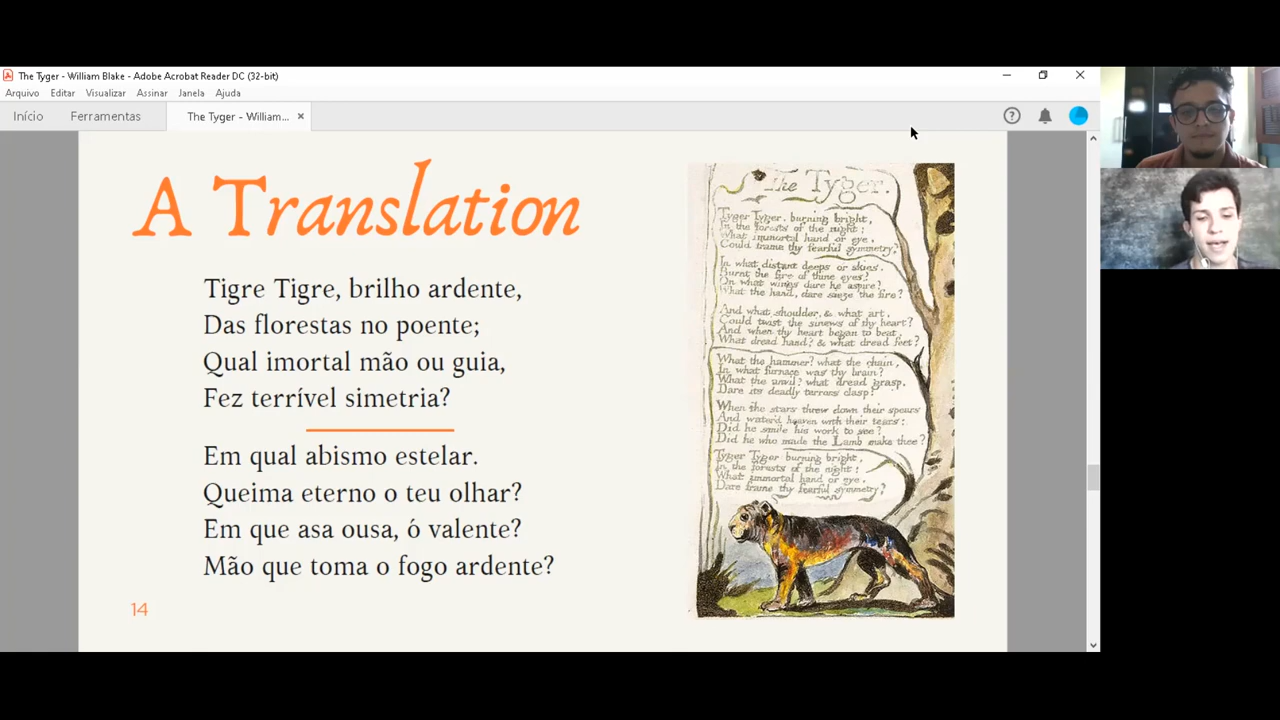 The Tyger - William Blake - Adobe Acrobat Reader DC (32-bit)
Arquivo Editar Visualizar Assinar Janela Ajuda
Início Ferramentas The Tyger - William...
A Translation
Tigre Tigre, brilho ardente,
Das florestas no poente;
Qual imortal mão ou guia,
Fez terrível simetria?
Em qual abismo estelar.
Queima eterno o teu olhar?
Em que asa ousa, ó valente?
Mão que toma o fogo ardente?
14
The Tyger.
Tyger Tyger, burning bright,
In the forests of the night;
What immortal hand or eye,
Could frame thy fearful symmetry?
In what distant deeps or skies.
Burnt the fire of thine eyes?
On what wings dare he aspire?
What the hand, dare sieze the fire?
And what shoulder, & what art,
Could twist the sinews of thy heart?
And when thy heart began to beat,
What dread hand? & what dread feet?
What the hammer? what the chain,
In what furnace was thy brain?
What the anvil? what dread grasp,
Dare its deadly terrors clasp?
When the stars threw down their spears
And water'd heaven with their tears:
Did he smile his work to see?
Did he who made the Lamb make thee?
Tyger Tyger burning bright,
In the forests of the night:
What immortal hand or eye,
Dare frame thy fearful symmetry?